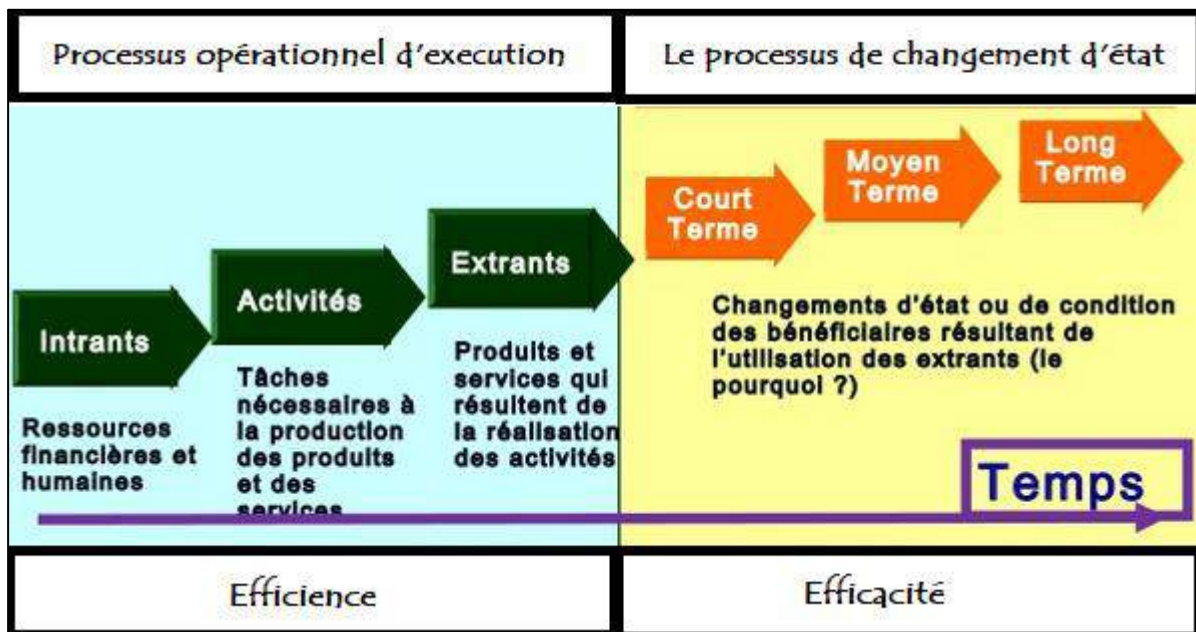 Processus opérationnel d'execution
Le processus de changement d'état
Intrants
Ressources
financières et
humaines
Activités
Tâches
nécessaires à
la production
des produits
et des
services
Extrants
Produits et
services qui
résultent de
la réalisation
des activités
Court
Terme
Moyen
Terme
Long
Terme
Changements d'état ou de condition
des bénéficiaires résultant de
l'utilisation des extrants (le
pourquoi ?)
Temps
Efficience
Efficacité